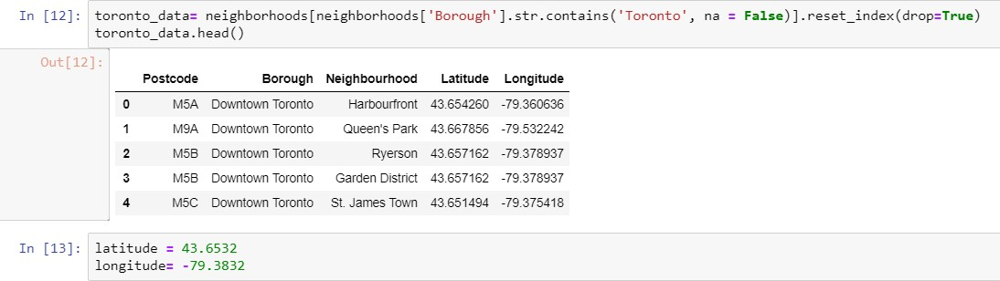 In [12]: toronto_data= neighborhoods[neighborhoods['Borough'].str.contains('Toronto', na = False)].reset_index(drop=True)
toronto_data.head()
Out[12]:
Postcode Borough Neighbourhood Latitude Longitude
0 M5A Downtown Toronto Harbourfront 43.654260 -79.360636
1 M9A Downtown Toronto Queen's Park 43.667856 -79.532242
2 M5B Downtown Toronto Ryerson 43.657162 -79.378937
3 M5B Downtown Toronto Garden District 43.657162 -79.378937
4 M5C Downtown Toronto St. James Town 43.651494 -79.375418
In [13]: latitude = 43.6532
longitude= -79.3832